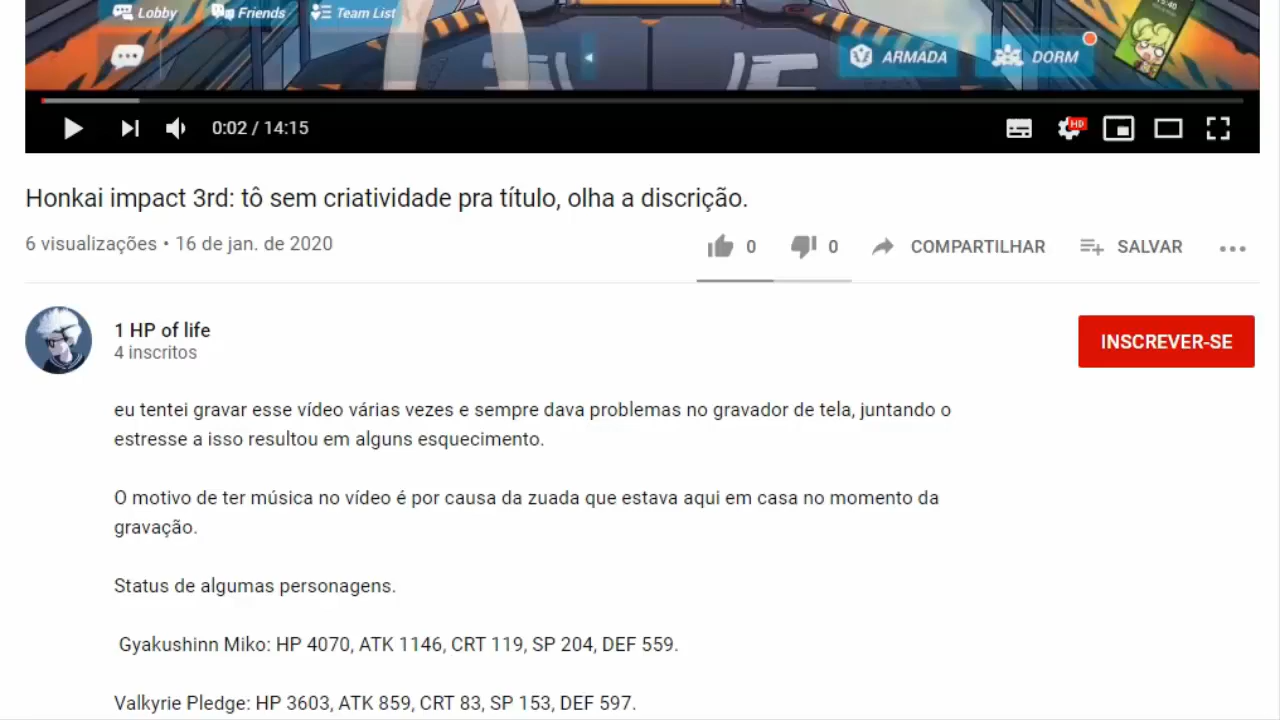 Lobby Friends Team List
15:40
ARMADA DORM
0:02 / 14:15
HD
Honkai impact 3rd: tô sem criatividade pra título, olha a discrição.
6 visualizações • 16 de jan. de 2020
0 0 COMPARTILHAR SALVAR
1 HP of life
4 inscritos
INSCREVER-SE
eu tentei gravar esse vídeo várias vezes e sempre dava problemas no gravador de tela, juntando o
estresse a isso resultou em alguns esquecimento.
O motivo de ter música no vídeo é por causa da zuada que estava aqui em casa no momento da
gravação.
Status de algumas personagens.
Gyakushinn Miko: HP 4070, ATK 1146, CRT 119, SP 204, DEF 559.
Valkyrie Pledge: HP 3603, ATK 859, CRT 83, SP 153, DEF 597.